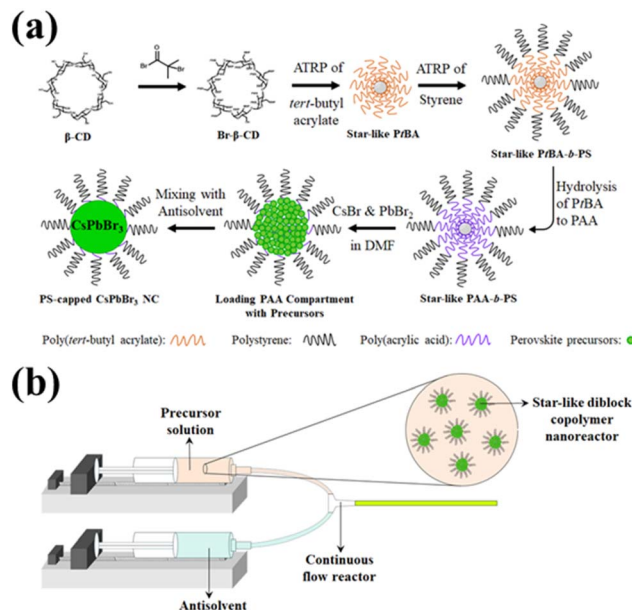 (a)
Br
O
Br
ATRP of
tert-butyl
acrylate
ATRP of
Styrene
β-CD
Br-β-CD
Star-like PtBA
Star-like PtBA-b-PS
Hydrolysis
of PtBA
to PAA
Mixing with
Antisolvent
CsBr & PbBr₂
in DMF
CsPbBr₃
PS-capped CsPbBr₃ NC
Loading PAA Compartment
with Precursors
Star-like PAA-b-PS
Poly(tert-butyl acrylate): Polystyrene: Poly(acrylic acid): Perovskite precursors:
(b)
Precursor
solution
Star-like diblock
copolymer
nanoreactor
Continuous
flow reactor
Antisolvent